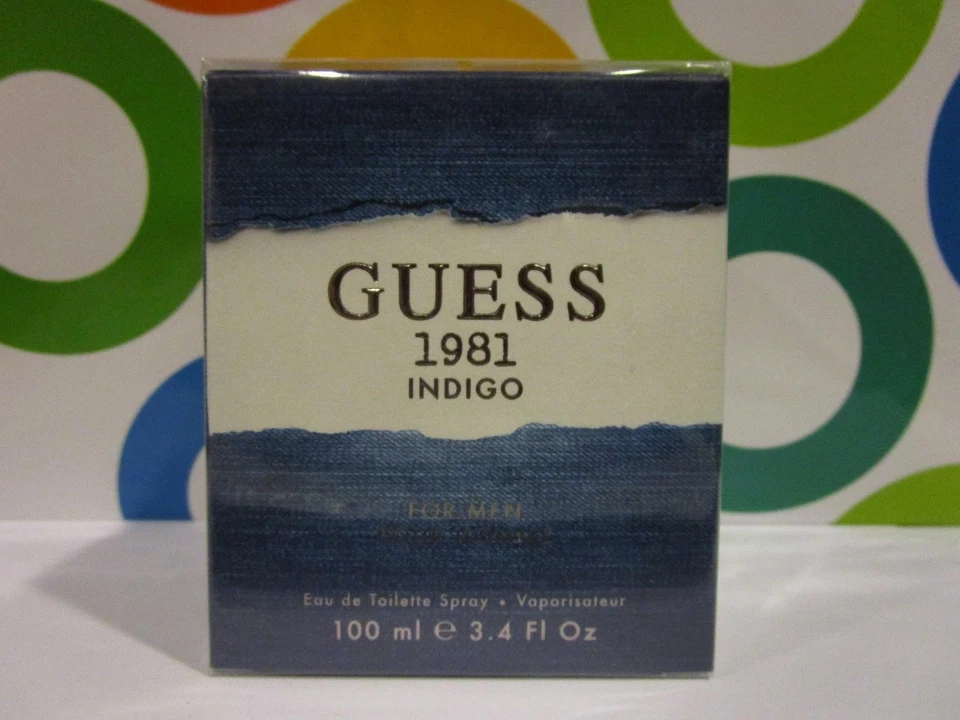 GUESS
1981
INDIGO
FOR MEN
Eau de Toilette Spray • Vaporisateur
100 ml ℮ 3.4 Fl Oz